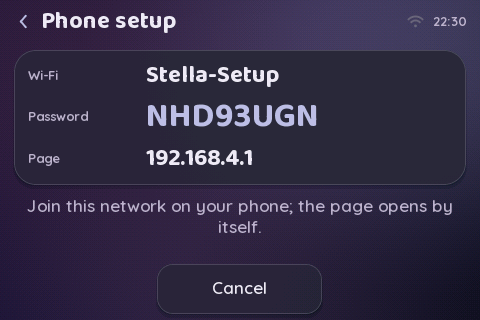 Phone setup
22:30
Wi-Fi Stella-Setup
Password NHD93UGN
Page 192.168.4.1
Join this network on your phone; the page opens by
itself.
Cancel